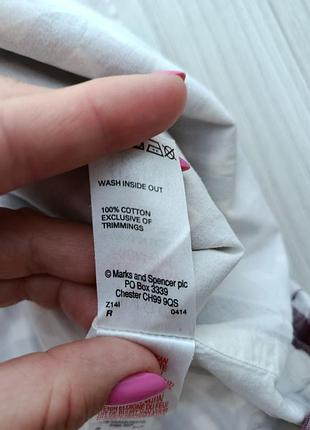 WASH INSIDE OUT
100% COTTON
EXCLUSIVE OF
TRIMMINGS
© Marks and Spencer plc
PO Box 3339
Chester CH99 9QS
Z14I
R 0414